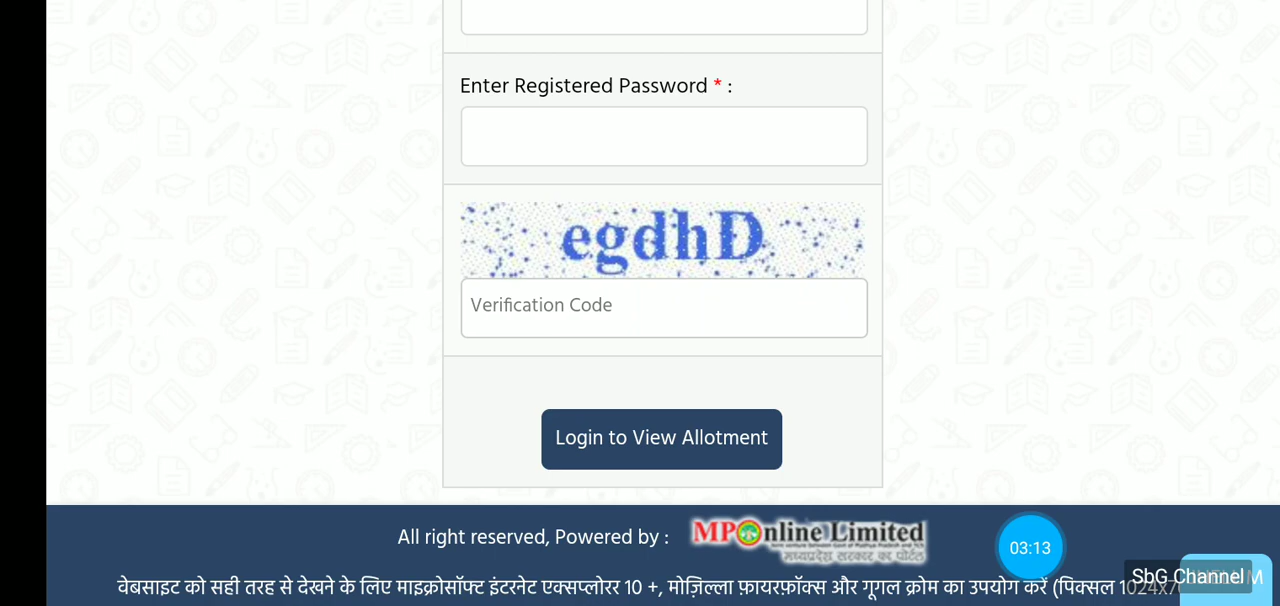 Enter Registered Password * :
egdhD
Verification Code
Login to View Allotment
All right reserved, Powered by :
MPOnline Limited
मध्यप्रदेश सरकार का पोर्टल
03:13
SbG Channel
वेबसाइट को सही तरह से देखने के लिए माइक्रोसॉफ्ट इंटरनेट एक्सप्लोरर 10 +, मोज़िल्ला फ़ायरफ़ॉक्स और गूगल क्रोम का उपयोग करें (पिक्सल 1024x7